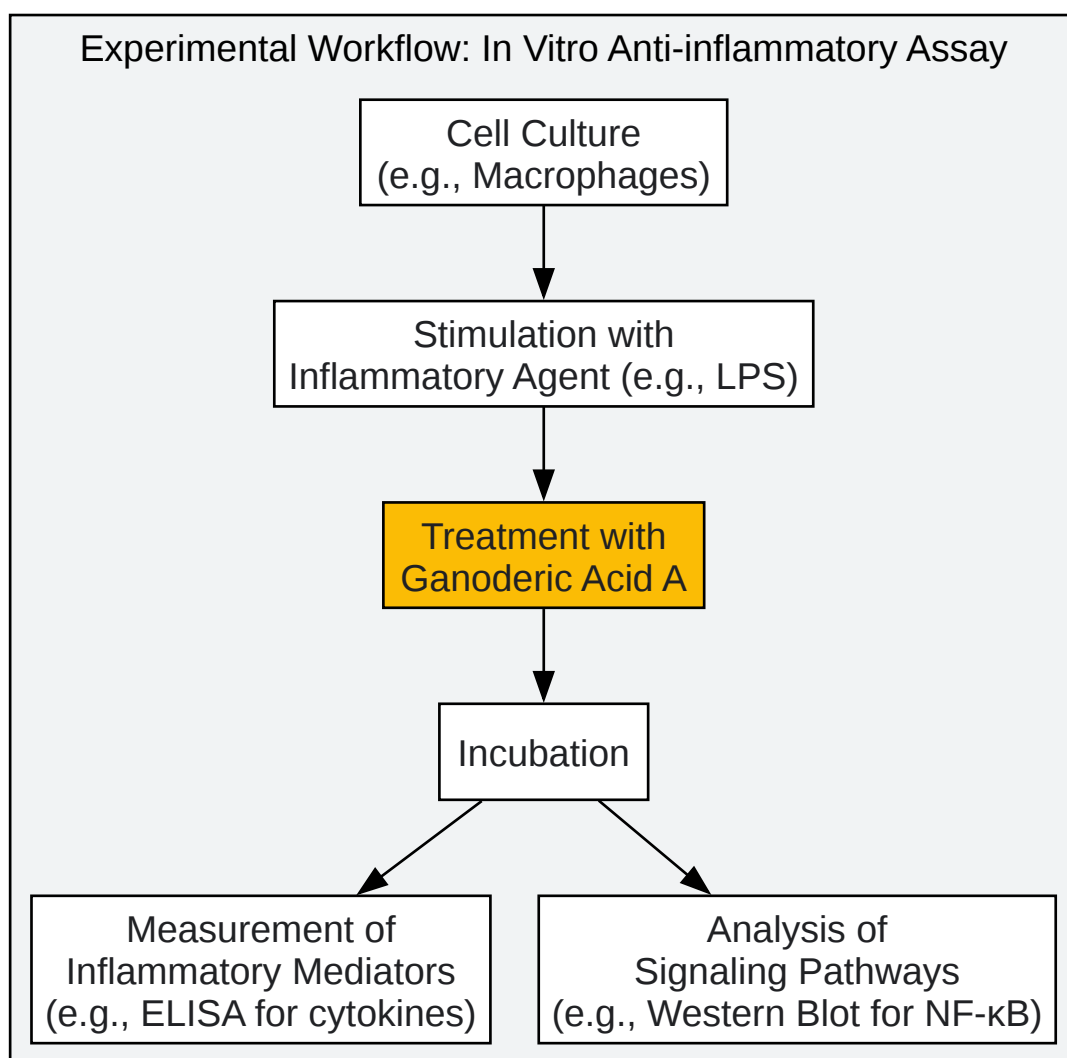 Experimental Workflow: In Vitro Anti-inflammatory Assay
Cell Culture
(e.g., Macrophages)
Stimulation with
Inflammatory Agent (e.g., LPS)
Treatment with
Ganoderic Acid A
Incubation
Measurement of
Inflammatory Mediators
(e.g., ELISA for cytokines)
Analysis of
Signaling Pathways
(e.g., Western Blot for NF-κB)